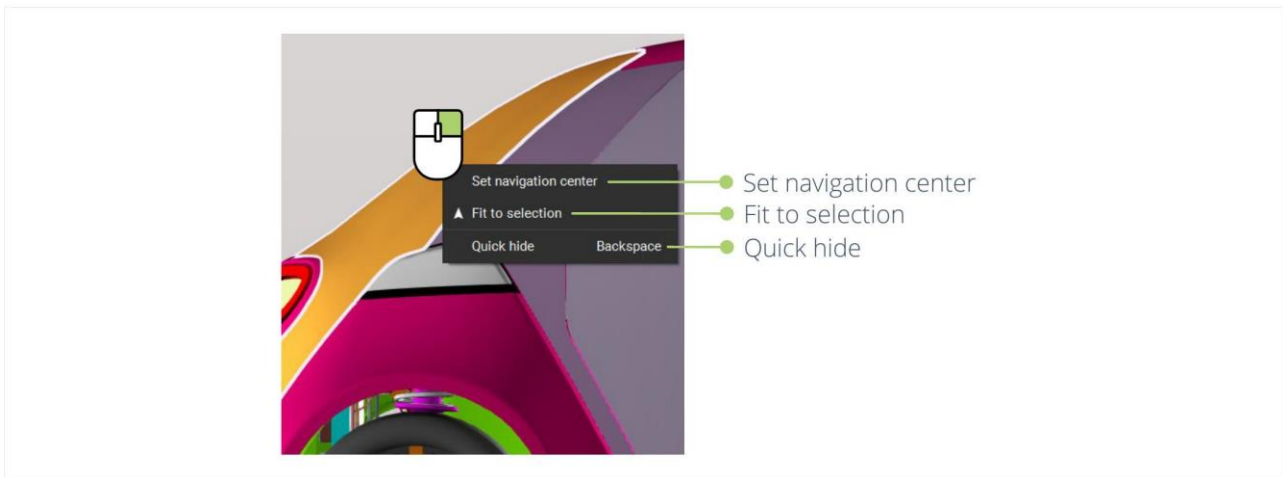 Set navigation center
Fit to selection
Quick hide Backspace
Set navigation center
Fit to selection
Quick hide